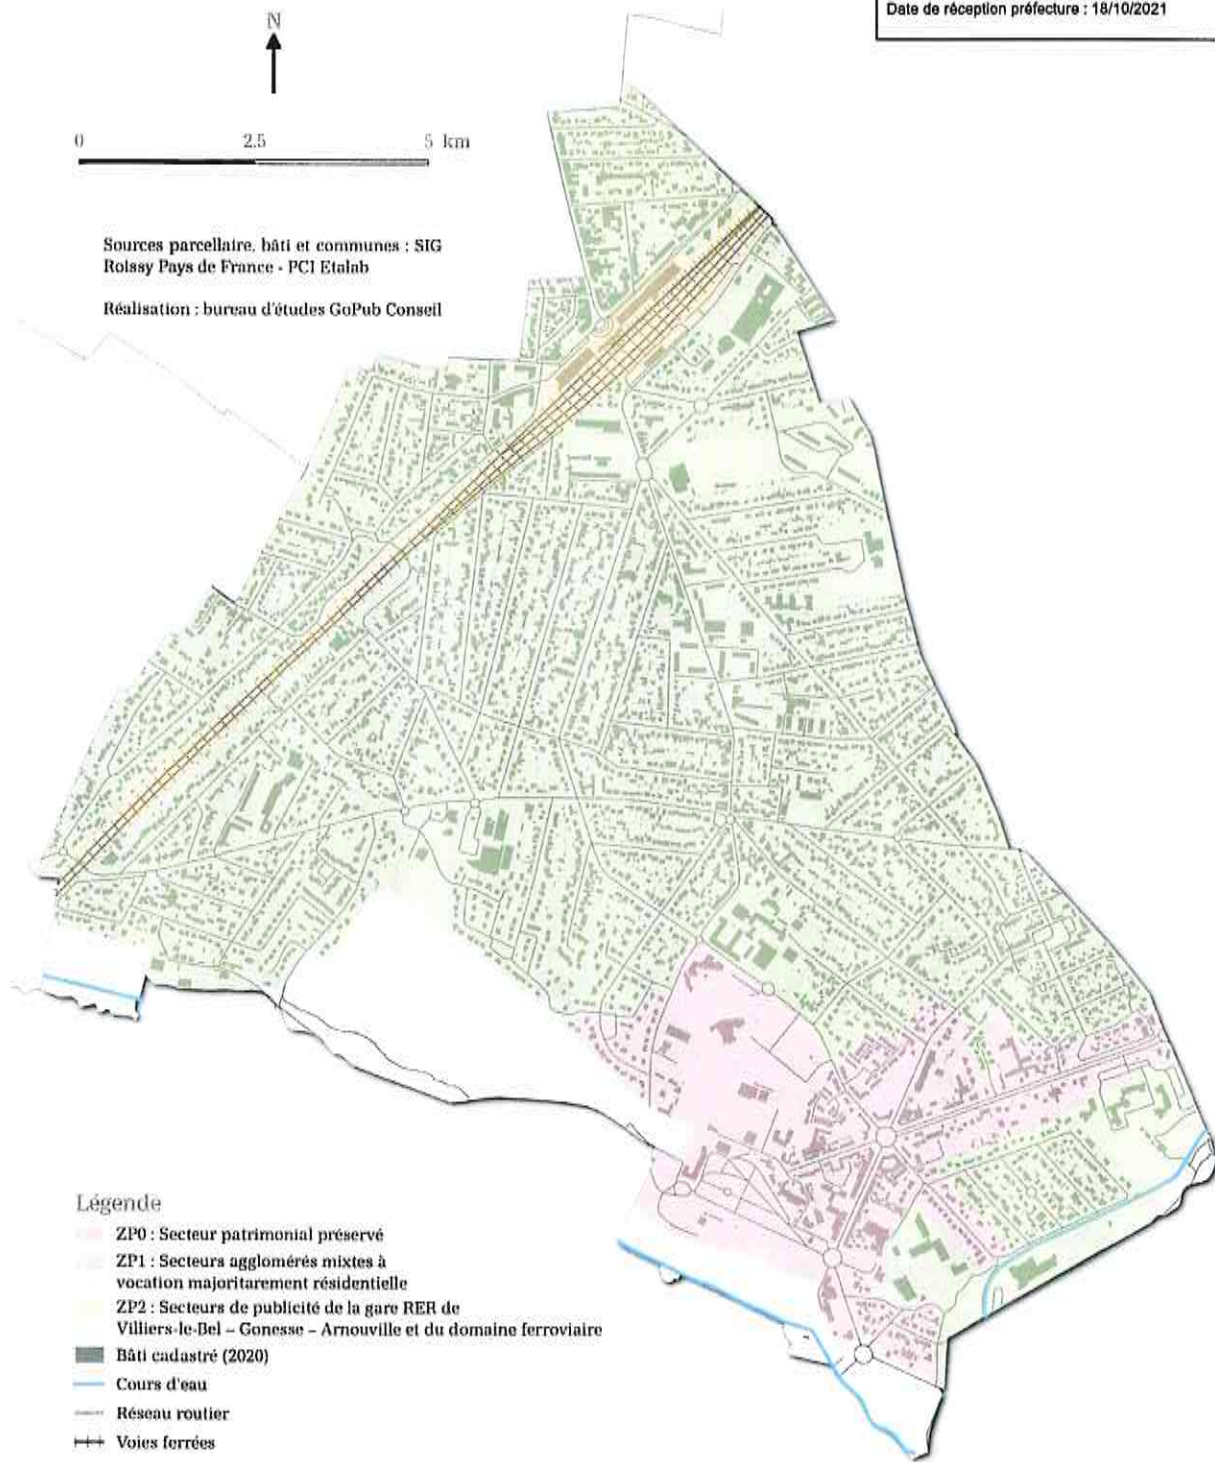 Date de réception préfecture : 18/10/2021
N
0 2.5 5 km
Sources parcellaire, bâti et communes : SIG
Roissy Pays de France - PCI Etalab
Réalisation : bureau d'études GoPub Conseil
Légende
ZP0 : Secteur patrimonial préservé
ZP1 : Secteurs agglomérés mixtes à
vocation majoritarement résidentielle
ZP2 : Secteurs de publicité de la gare RER de
Villiers-le-Bel – Gonesse – Arnouville et du domaine ferroviaire
Bâti cadastré (2020)
Cours d'eau
Réseau routier
Voies ferrées